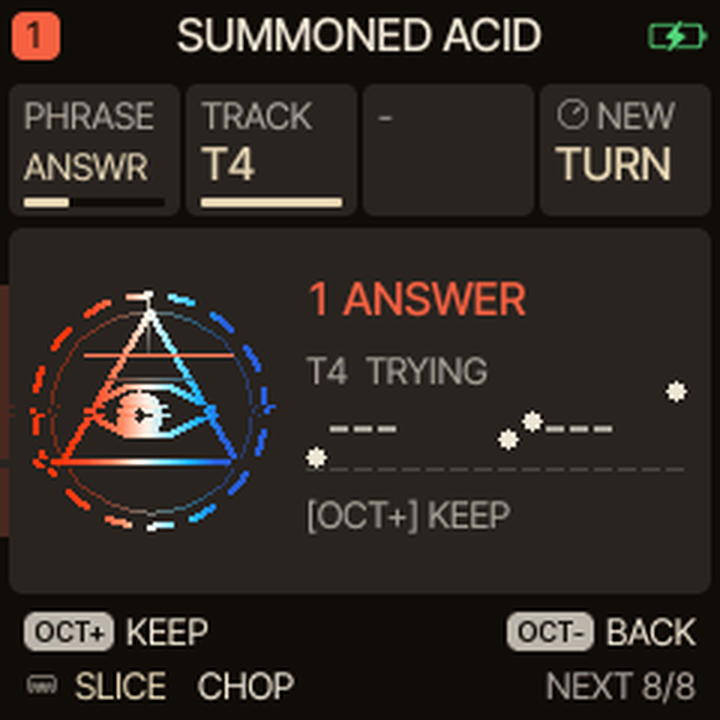 1 SUMMONED ACID
PHRASE TRACK - NEW
ANSWR T4 TURN
1 ANSWER
T4 TRYING
[OCT+] KEEP
OCT+ KEEP OCT- BACK
SLICE CHOP NEXT 8/8